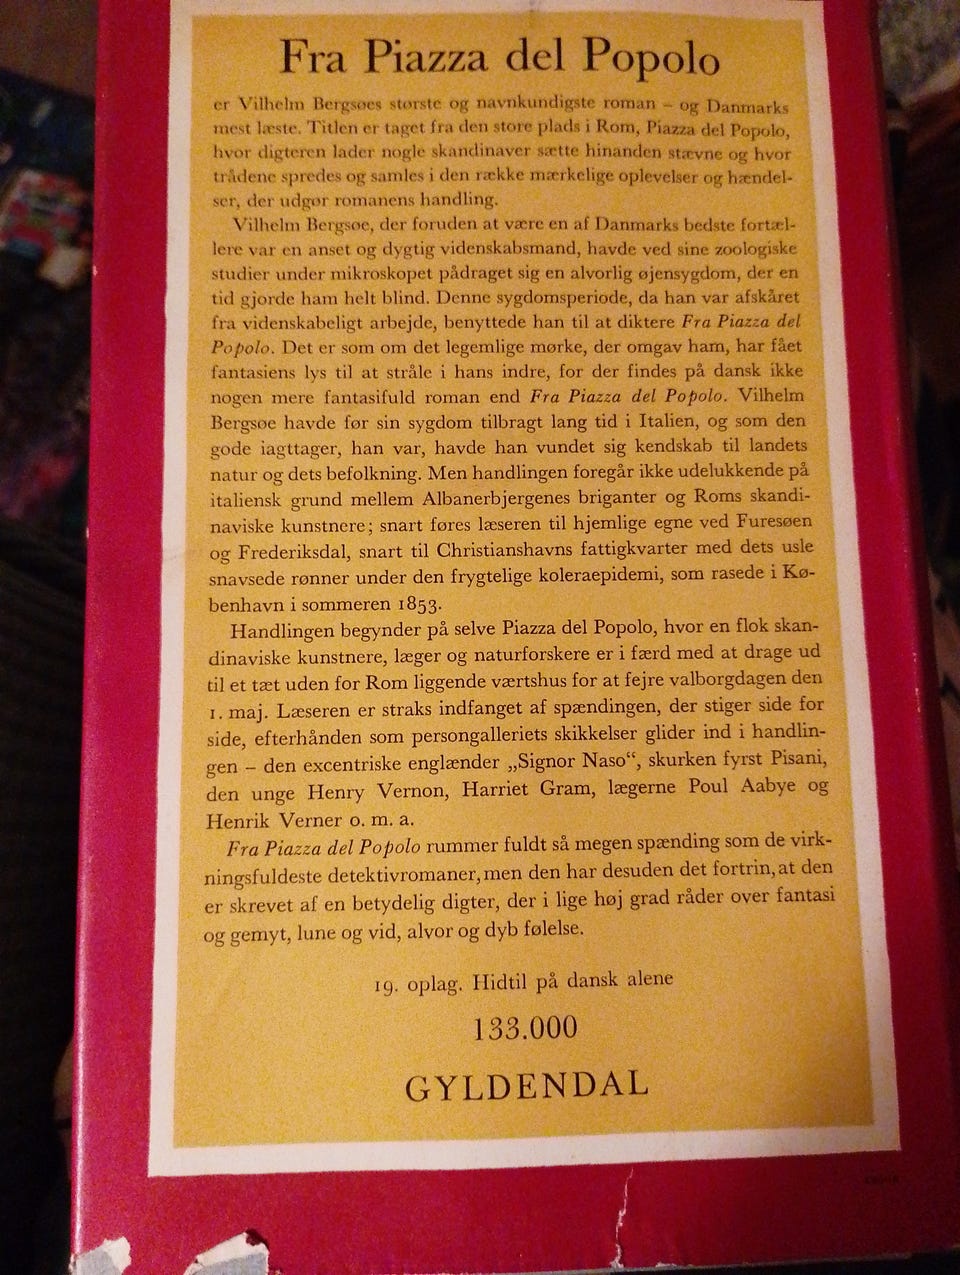 Fra Piazza del Popolo
er Vilhelm Bergsøes største og navnkundigste roman – og Danmarks
mest læste. Titlen er taget fra den store plads i Rom, Piazza del Popolo,
hvor digteren lader nogle skandinaver sætte hinanden stævne og hvor
trådene spredes og samles i den række mærkelige oplevelser og hændel-
ser, der udgør romanens handling.
Vilhelm Bergsøe, der foruden at være en af Danmarks bedste fortæl-
lere var en anset og dygtig videnskabsmand, havde ved sine zoologiske
studier under mikroskopet pådraget sig en alvorlig øjensygdom, der en
tid gjorde ham helt blind. Denne sygdomsperiode, da han var afskåret
fra videnskabeligt arbejde, benyttede han til at diktere Fra Piazza del
Popolo. Det er som om det legemlige mørke, der omgav ham, har fået
fantasiens lys til at stråle i hans indre, for der findes på dansk ikke
nogen mere fantasifuld roman end Fra Piazza del Popolo. Vilhelm
Bergsøe havde før sin sygdom tilbragt lang tid i Italien, og som den
gode iagttager, han var, havde han vundet sig kendskab til landets
natur og dets befolkning. Men handlingen foregår ikke udelukkende på
italiensk grund mellem Albanerbjergenes briganter og Roms skandi-
naviske kunstnere; snart føres læseren til hjemlige egne ved Furesøen
og Frederiksdal, snart til Christianshavns fattigkvarter med dets usle
snavsede rønner under den frygtelige koleraepidemi, som rasede i Kø-
benhavn i sommeren 1853.
Handlingen begynder på selve Piazza del Popolo, hvor en flok skan-
dinaviske kunstnere, læger og naturforskere er i færd med at drage ud
til et tæt uden for Rom liggende værtshus for at fejre valborgdagen den
1. maj. Læseren er straks indfanget af spændingen, der stiger side for
side, efterhånden som persongalleriets skikkelser glider ind i handlin-
gen – den excentriske englænder „Signor Naso“, skurken fyrst Pisani,
den unge Henry Vernon, Harriet Gram, lægerne Poul Aabye og
Henrik Verner o. m. a.
Fra Piazza del Popolo rummer fuldt så megen spænding som de virk-
ningsfuldeste detektivromaner, men den har desuden det fortrin, at den
er skrevet af en betydelig digter, der i lige høj grad råder over fantasi
og gemyt, lune og vid, alvor og dyb følelse.
19. oplag. Hidtil på dansk alene
133.000
GYLDENDAL